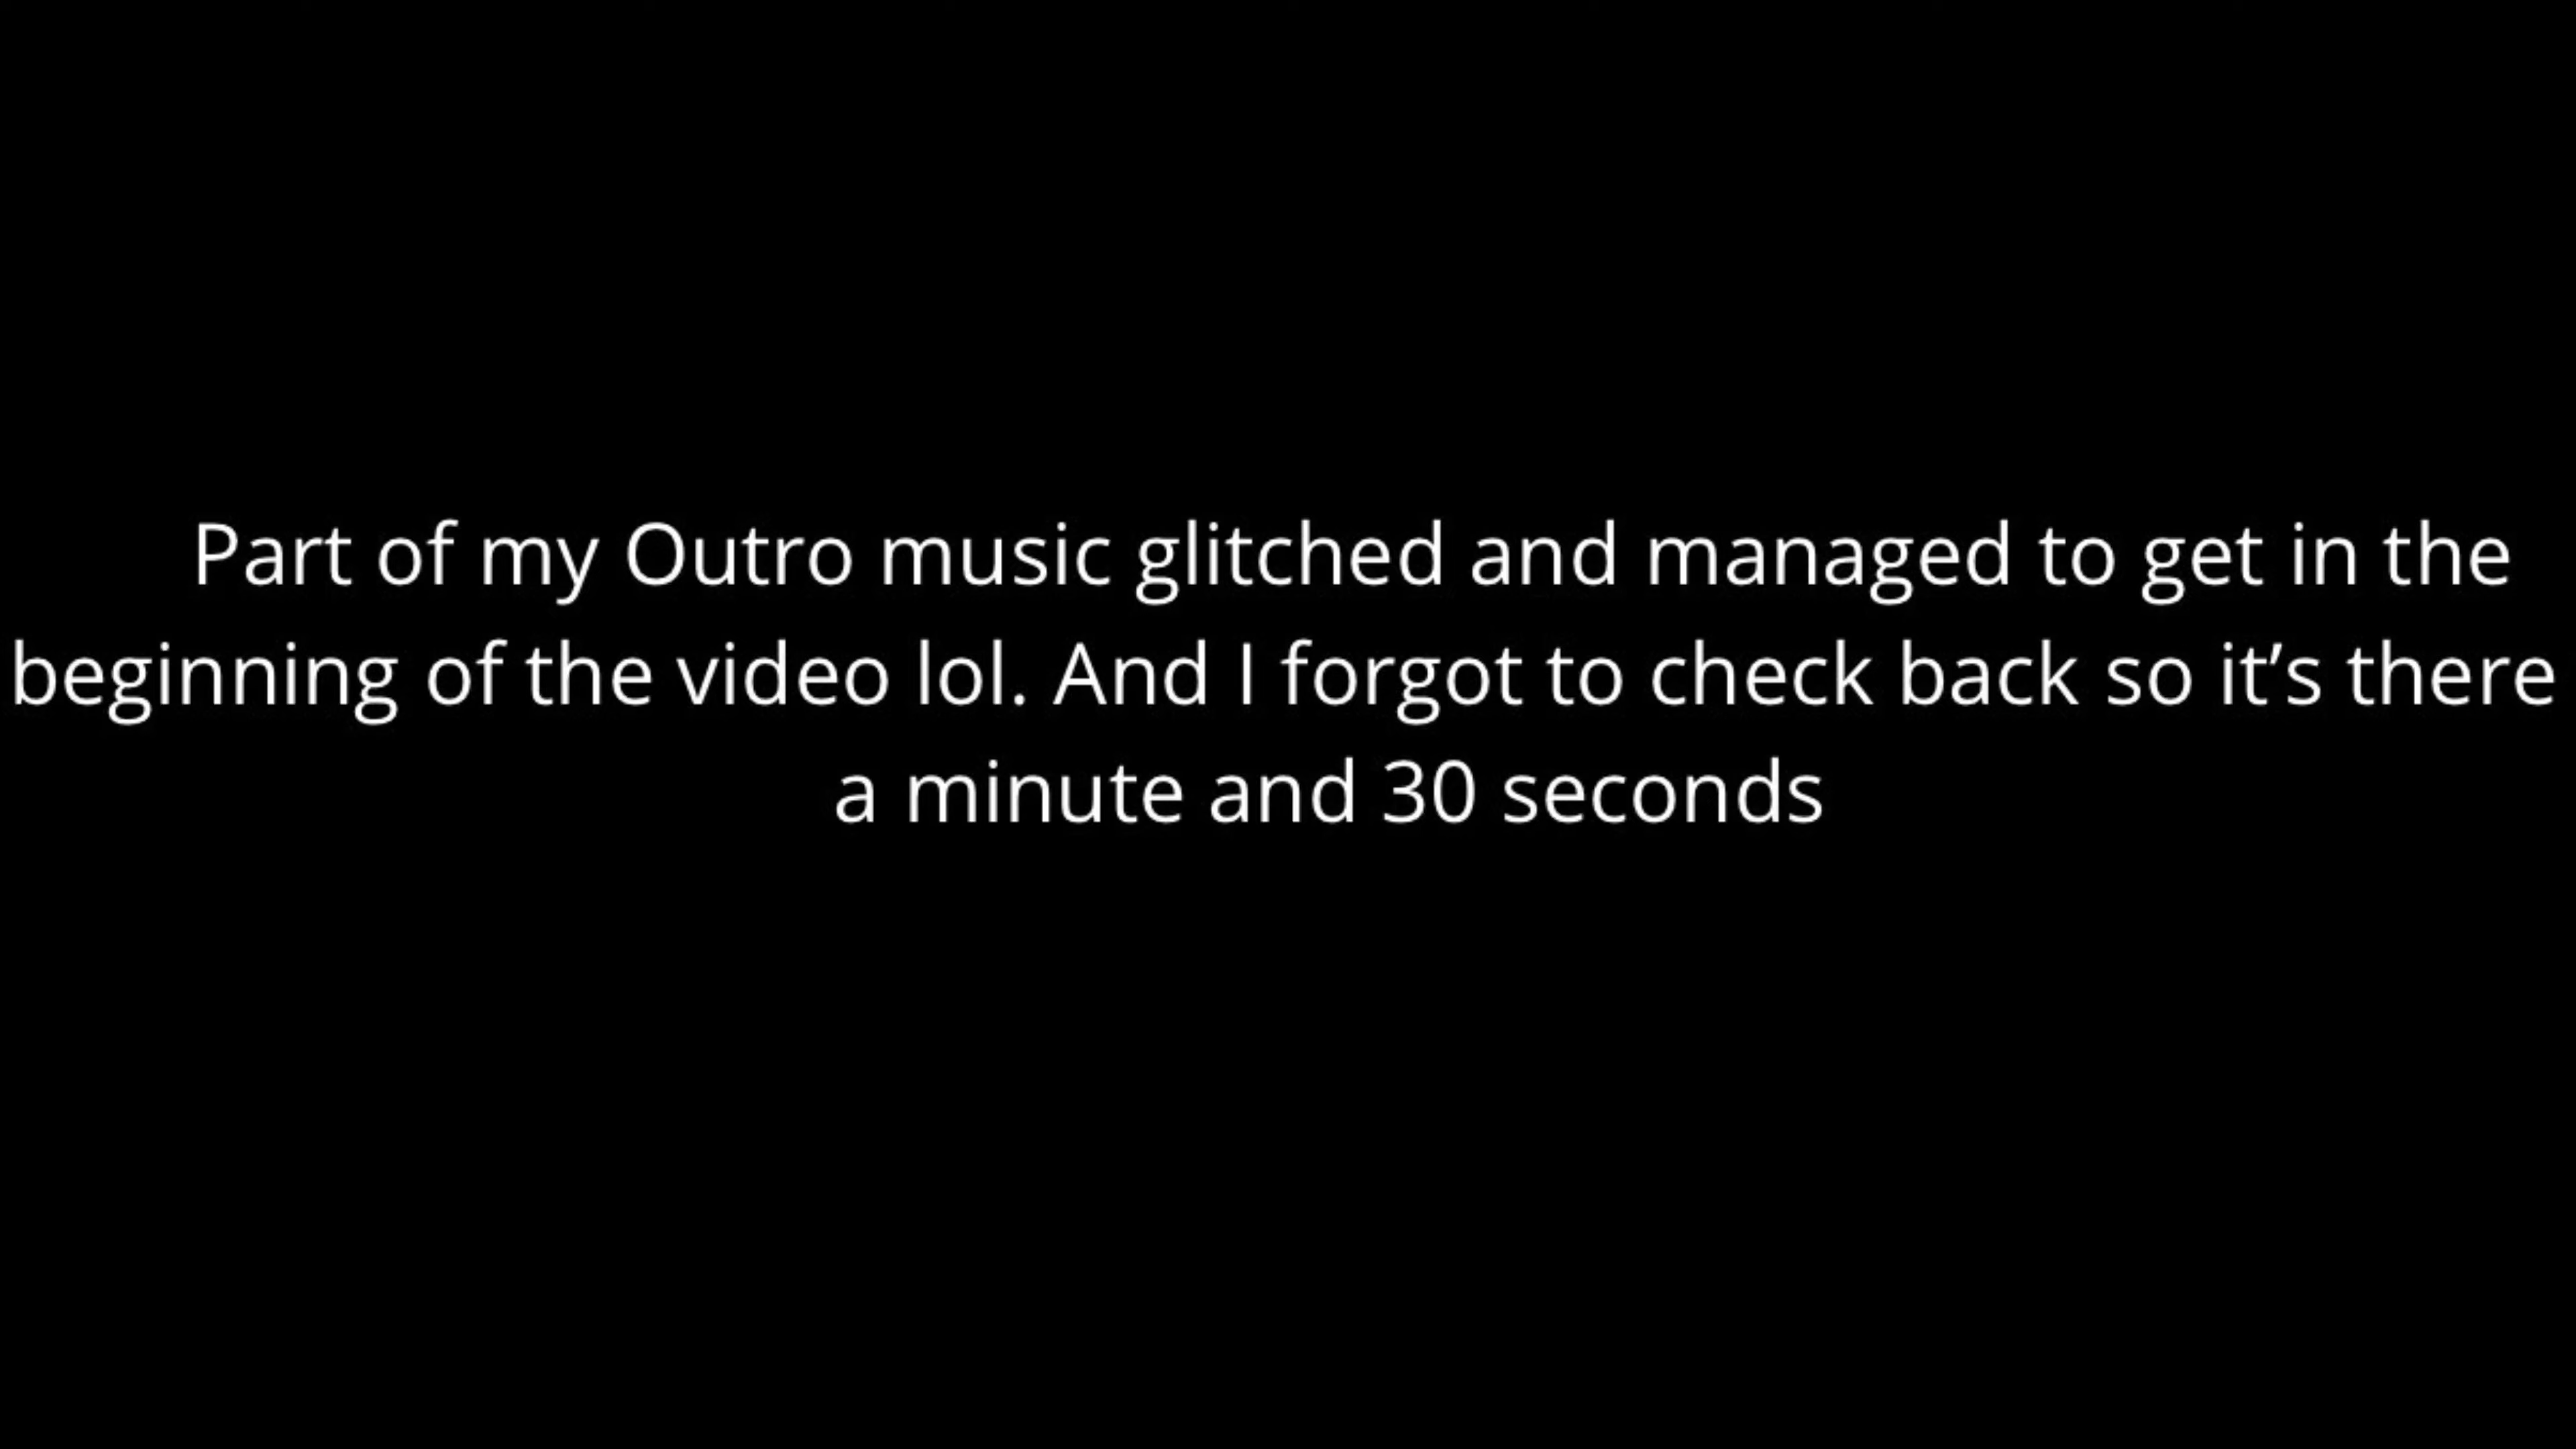 Part of my Outro music glitched and managed to get in the
beginning of the video lol. And I forgot to check back so it’s there
a minute and 30 seconds